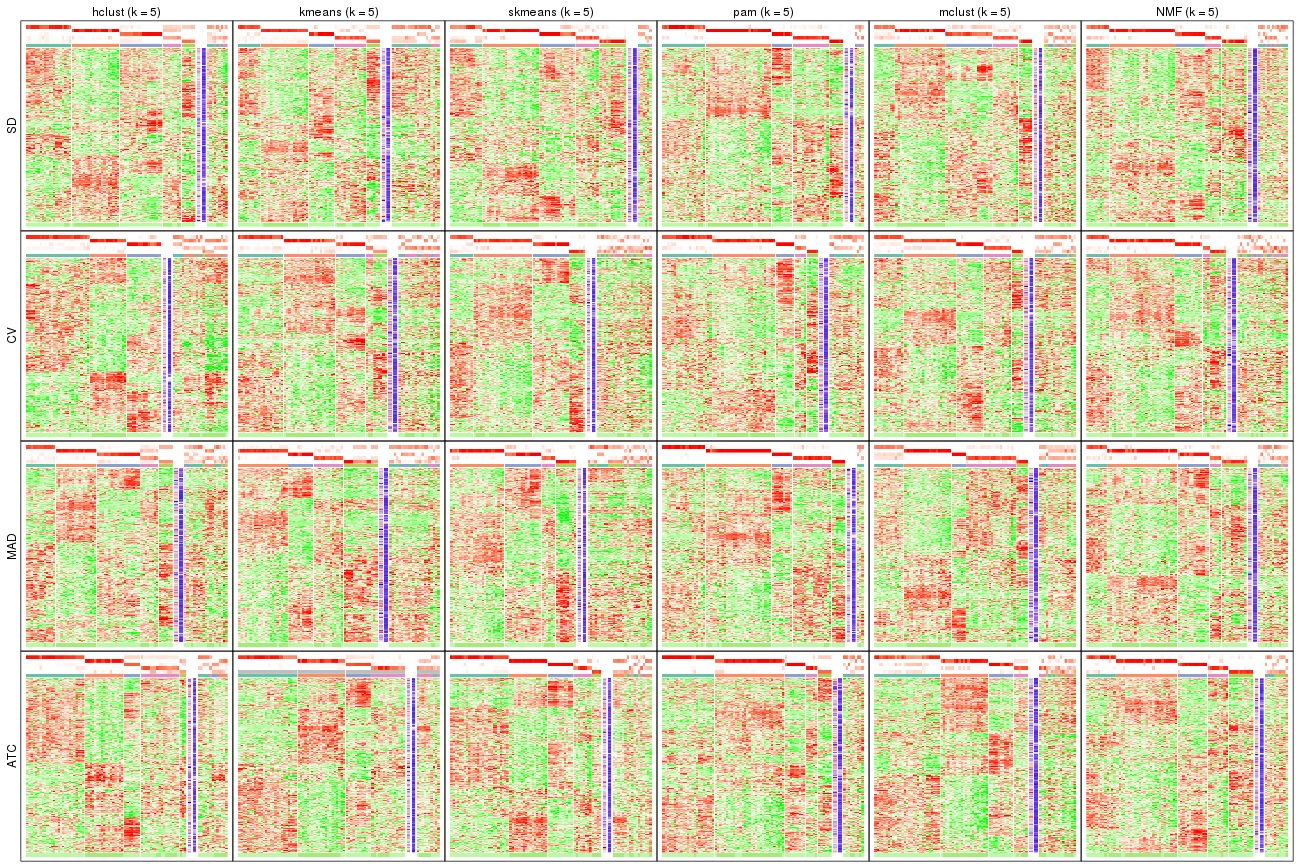 hclust (k = 5) kmeans (k = 5) skmeans (k = 5) pam (k = 5) mclust (k = 5) NMF (k = 5)
SD
CV
MAD
ATC